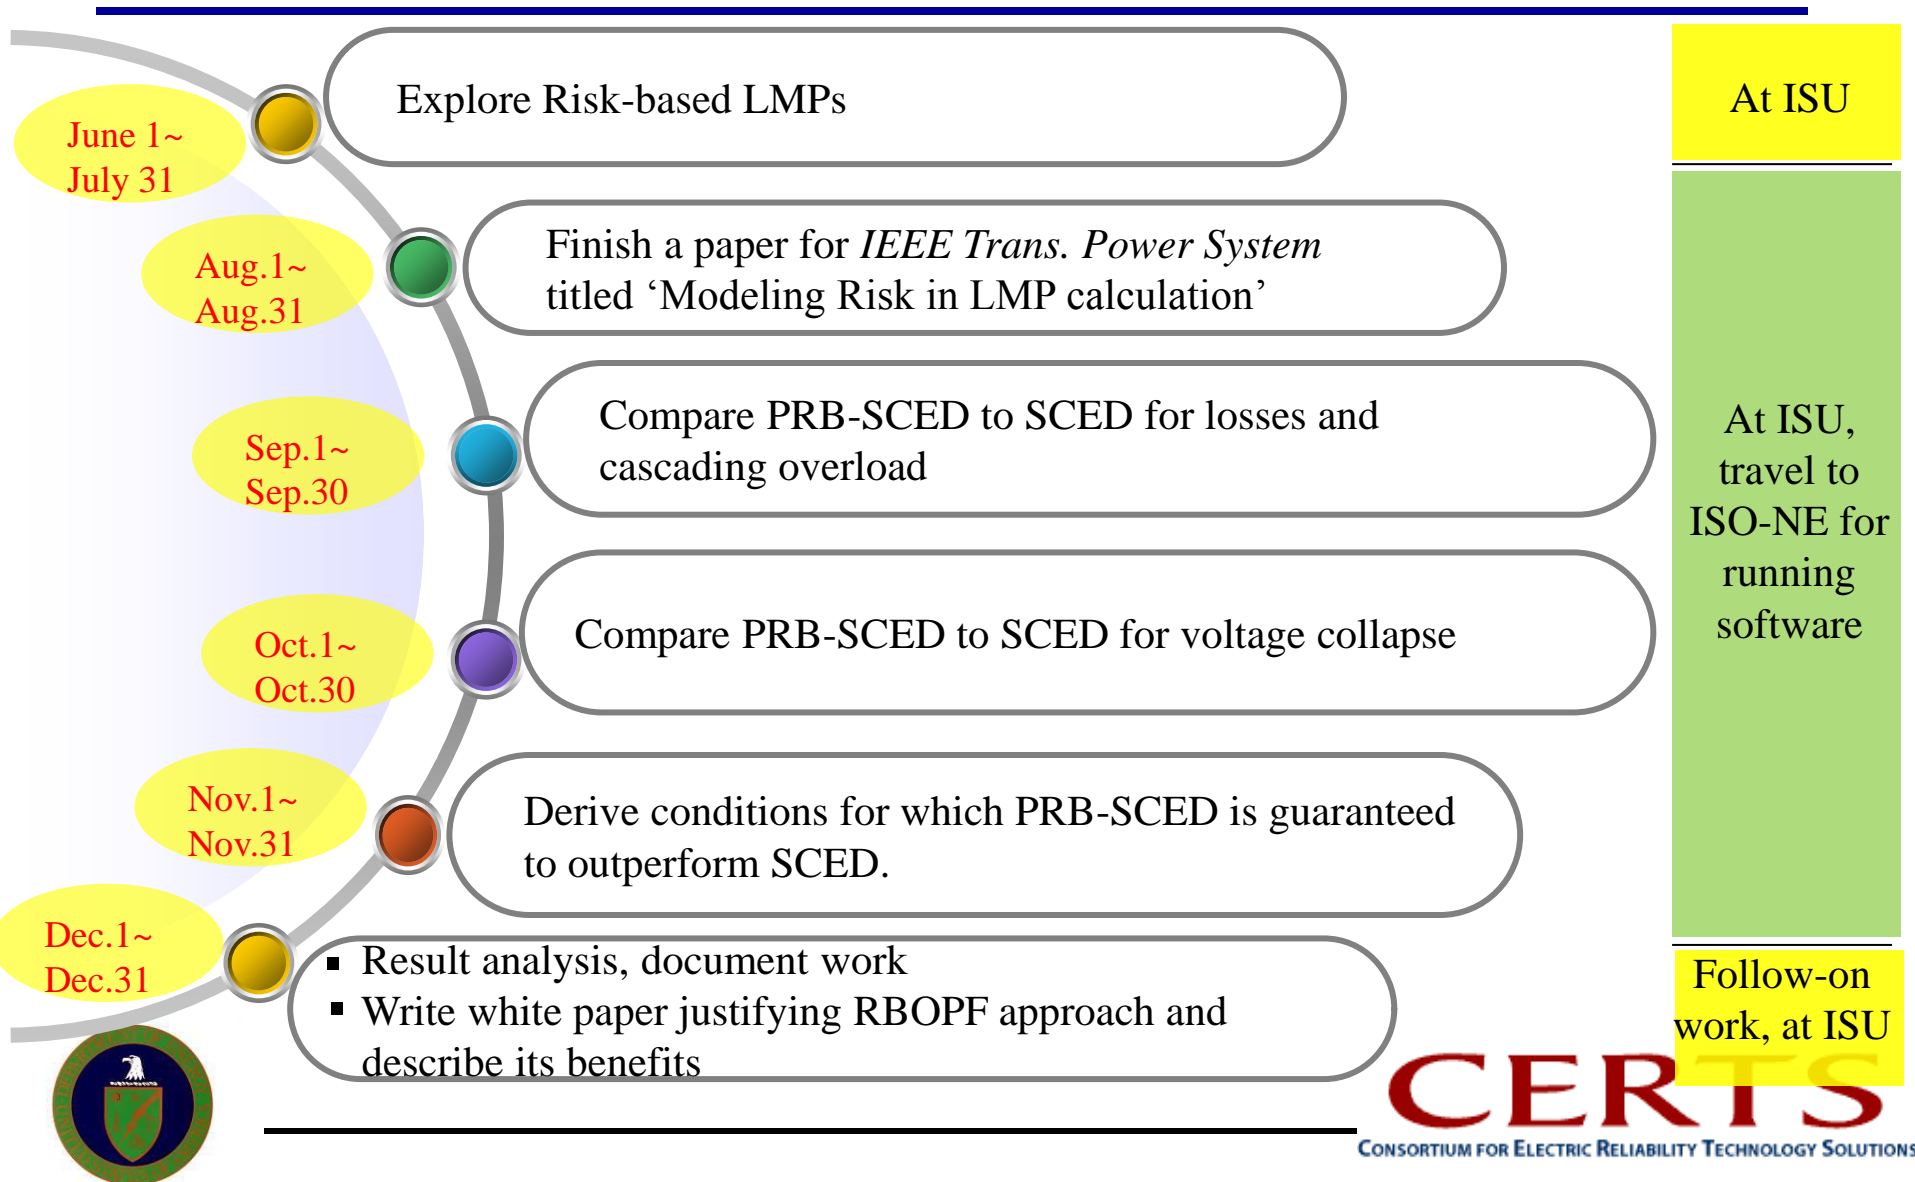 June 1~
July 31
Explore Risk-based LMPs
At ISU
Aug.1~
Aug.31
Finish a paper for IEEE Trans. Power System
titled ‘Modeling Risk in LMP calculation’
Sep.1~
Sep.30
Compare PRB-SCED to SCED for losses and
cascading overload
At ISU,
travel to
ISO-NE for
running
software
Oct.1~
Oct.30
Compare PRB-SCED to SCED for voltage collapse
Nov.1~
Nov.31
Derive conditions for which PRB-SCED is guaranteed
to outperform SCED.
Dec.1~
Dec.31
▪ Result analysis, document work
▪ Write white paper justifying RBOPF approach and
describe its benefits
Follow-on
work, at ISU
CERTS
CONSORTIUM FOR ELECTRIC RELIABILITY TECHNOLOGY SOLUTIONS